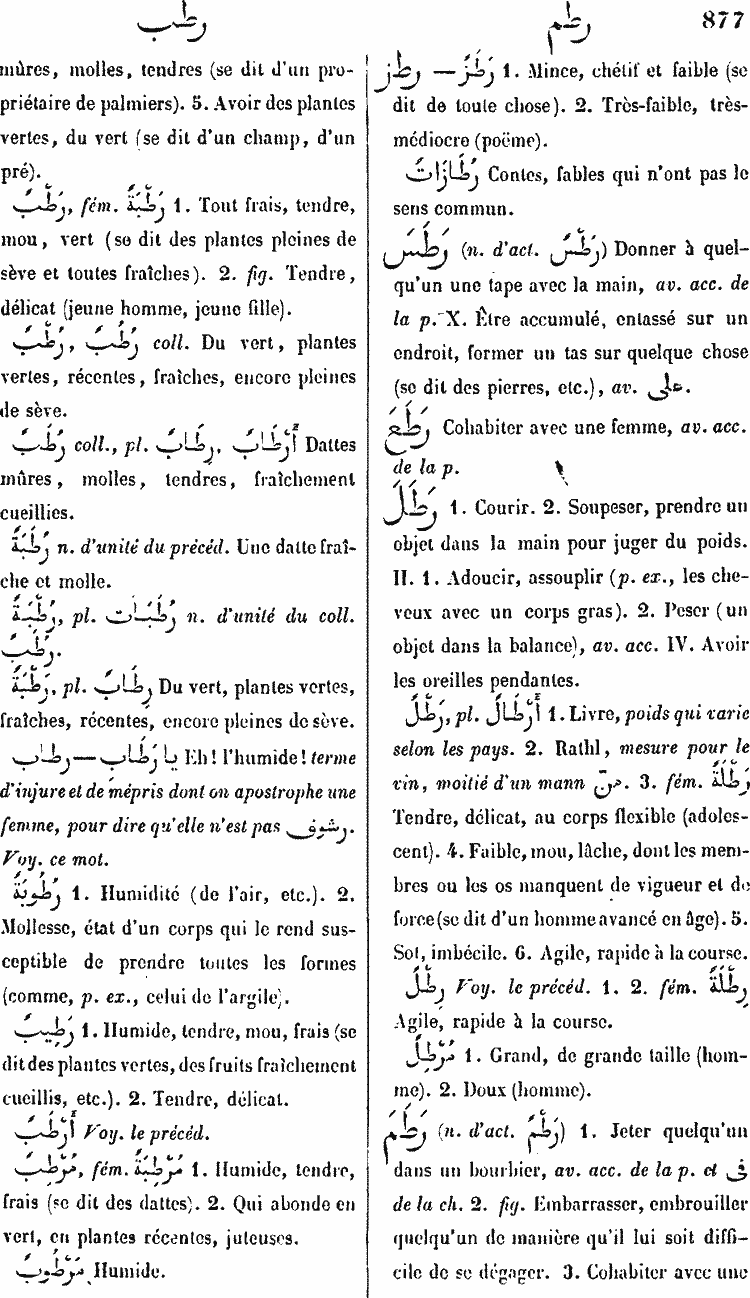 رطب
رطم
877
mûres, molles, tendres (se dit d'un pro-
priétaire de palmiers). 5. Avoir des plantes
vertes, du vert (se dit d'un champ, d'un
pré).
رَطْبٌ, fém. رَطْبَةٌ 1. Tout frais, tendre,
mou, vert (se dit des plantes pleines de
sève et toutes fraîches). 2. fig. Tendre,
délicat (jeune homme, jeune fille).
رُطْبٌ, رُطُبٌ coll. Du vert, plantes
vertes, récentes, fraîches, encore pleines
de sève.
رُطَبٌ coll., pl. رِطَابٌ, أَرْطَابٌ Dattes
mûres, molles, tendres, fraîchement
cueillies.
رُطَبَةٌ n. d'unité du précéd. Une datte fraî-
che et molle.
رُطَبَةٌ, pl. رُطَبَات n. d'unité du coll.
رُطَبٌ.
رَطْبَةٌ, pl. رِطَابٌ Du vert, plantes vertes,
fraîches, récentes, encore pleines de sève.
رطاب — يا رَطَابِ Eh! l'humide! terme
d'injure et de mépris dont on apostrophe une
femme, pour dire qu'elle n'est pas رشوف.
Voy. ce mot.
رُطُوبَةٌ 1. Humidité (de l'air, etc.). 2.
Mollesse, état d'un corps qui le rend sus-
ceptible de prendre toutes les formes
(comme, p. ex., celui de l'argile).
رَطِيبٌ 1. Humide, tendre, mou, frais (se
dit des plantes vertes, des fruits fraîchement
cueillis, etc.). 2. Tendre, délicat.
أَرْطَبُ Voy. le précéd.
مُرْطِبٌ, fém. مُرْطِبَةٌ 1. Humide, tendre,
frais (se dit des dattes). 2. Qui abonde en
vert, en plantes récentes, juteuses.
مَرْطُوبٌ Humide.
رطز — رَطَزٌ 1. Mince, chétif et faible (se
dit de toute chose). 2. Très-faible, très-
médiocre (poëme).
رَطَازَاتٌ Contes, fables qui n'ont pas le
sens commun.
رَطَسَ (n. d'act. رَطْسٌ) Donner à quel-
qu'un une tape avec la main, av. acc. de
la p. X. Être accumulé, entassé sur un
endroit, former un tas sur quelque chose
(se dit des pierres, etc.), av. على.
رَطَعَ Cohabiter avec une femme, av. acc.
de la p.
رَطَلَ 1. Courir. 2. Soupeser, prendre un
objet dans la main pour juger du poids.
II. 1. Adoucir, assouplir (p. ex., les che-
veux avec un corps gras). 2. Peser (un
objet dans la balance), av. acc. IV. Avoir
les oreilles pendantes.
رَطْلٌ, pl. أَرْطَالٌ 1. Livre, poids qui varie
selon les pays. 2. Rathl, mesure pour le
vin, moitié d'un mann منّ. 3. fém. رَطْلَةٌ
Tendre, délicat, au corps flexible (adoles-
cent). 4. Faible, mou, lâche, dont les mem-
bres ou les os manquent de vigueur et de
force (se dit d'un homme avancé en âge). 5.
Sot, imbécile. 6. Agile, rapide à la course.
رِطْلٌ Voy. le précéd. 1. 2. fém. رِطْلَةٌ
Agile, rapide à la course.
مُرْطِلٌ 1. Grand, de grande taille (hom-
me). 2. Doux (homme).
رَطَمَ (n. d'act. رَطْمٌ) 1. Jeter quelqu'un
dans un bourbier, av. acc. de la p. et فى
de la ch. 2. fig. Embarrasser, embrouiller
quelqu'un de manière qu'il lui soit diffi-
cile de se dégager. 3. Cohabiter avec une